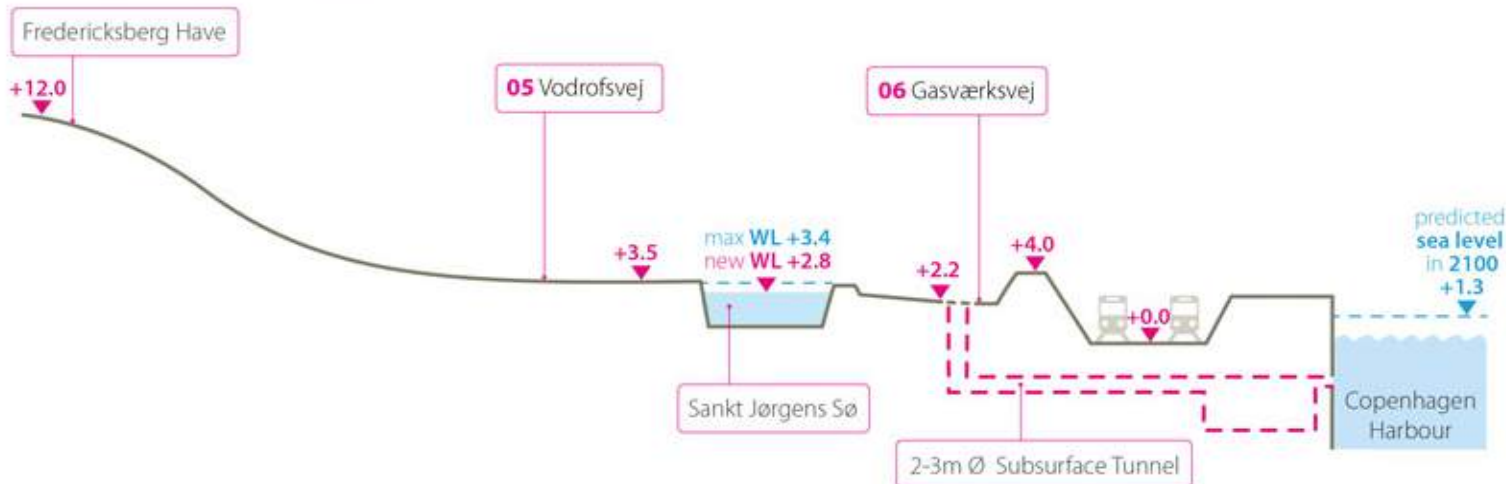 Fredericksberg Have
+12.0
05 Vodrofsvej
06 Gasværksvej
+3.5
max WL +3.4
new WL +2.8
+2.2
+4.0
+0.0
predicted
sea level
in 2100
+1.3
Sankt Jørgens Sø
2-3m Ø Subsurface Tunnel
Copenhagen
Harbour